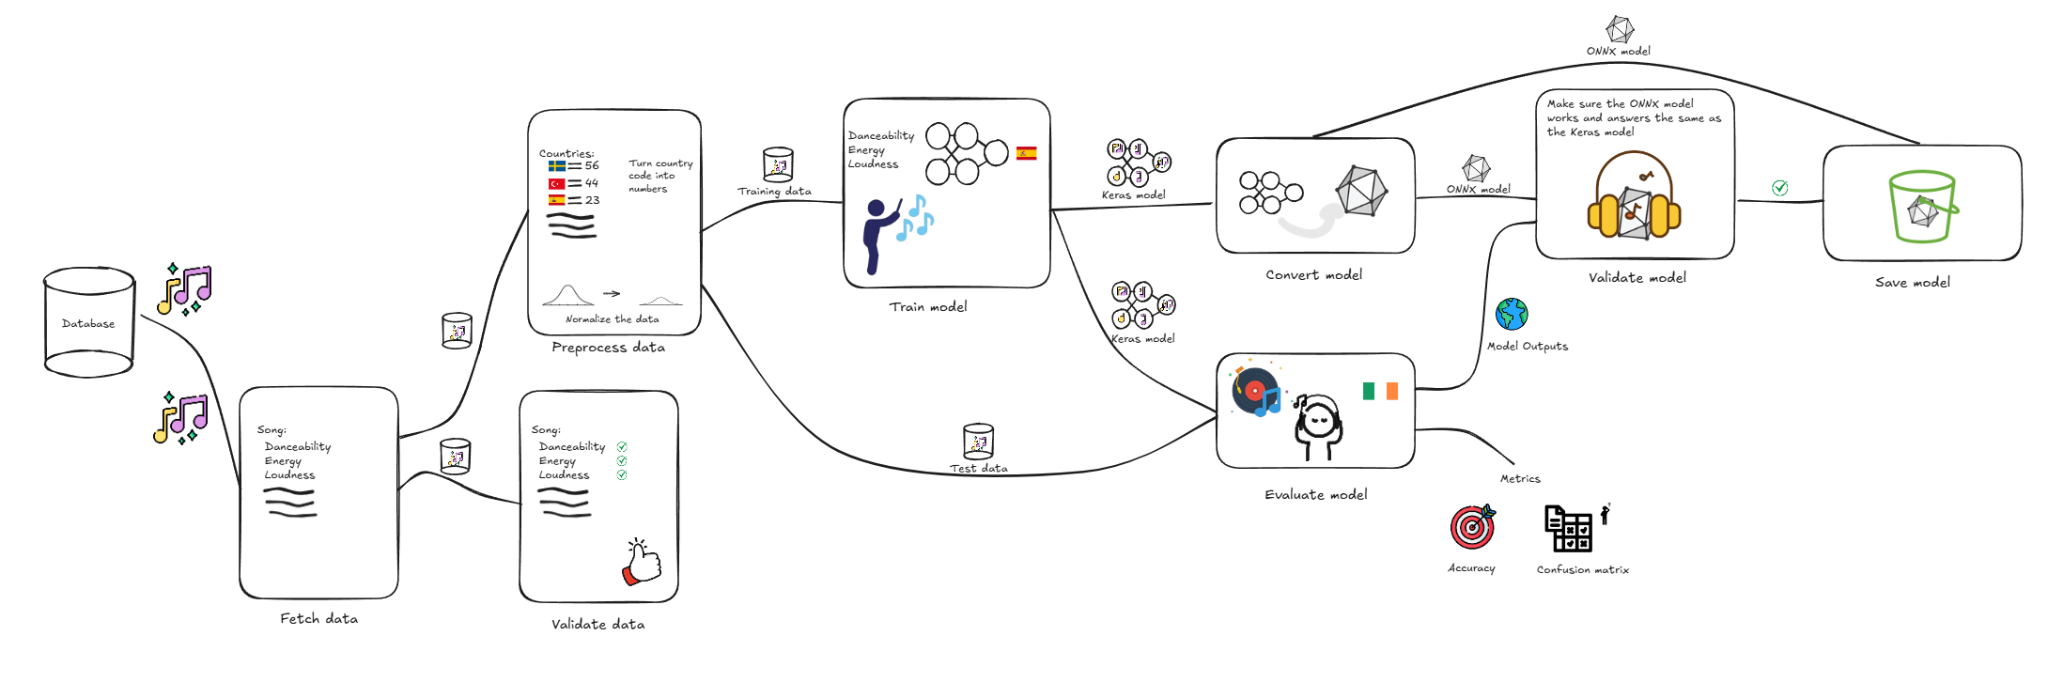 Database
Song:
Danceability
Energy
Loudness
Fetch data
Countries:
= 56
= 44
= 23
Turn country
code into
numbers
Normalize the data
Preprocess data
Song:
Danceability
Energy
Loudness
Validate data
Training data
Test data
Danceability
Energy
Loudness
Train model
Keras model
Keras model
Convert model
ONNX model
ONNX model
Evaluate model
Model Outputs
Metrics
Accuracy
Confusion matrix
Make sure the ONNX model
works and answers the same as
the Keras model
Validate model
Save model